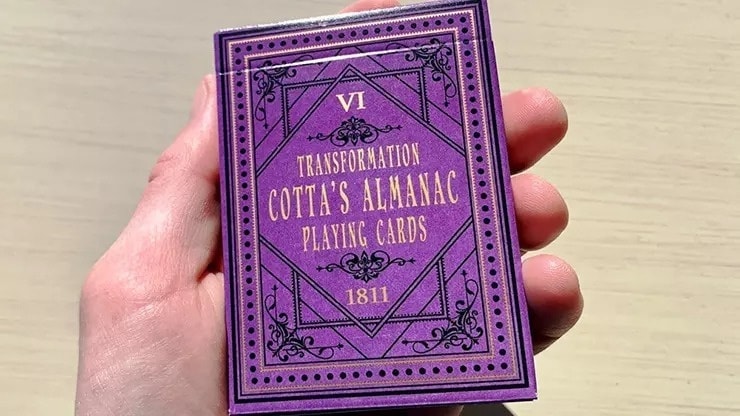 VI
TRANSFORMATION
COTTA'S ALMANAC
PLAYING CARDS
1811